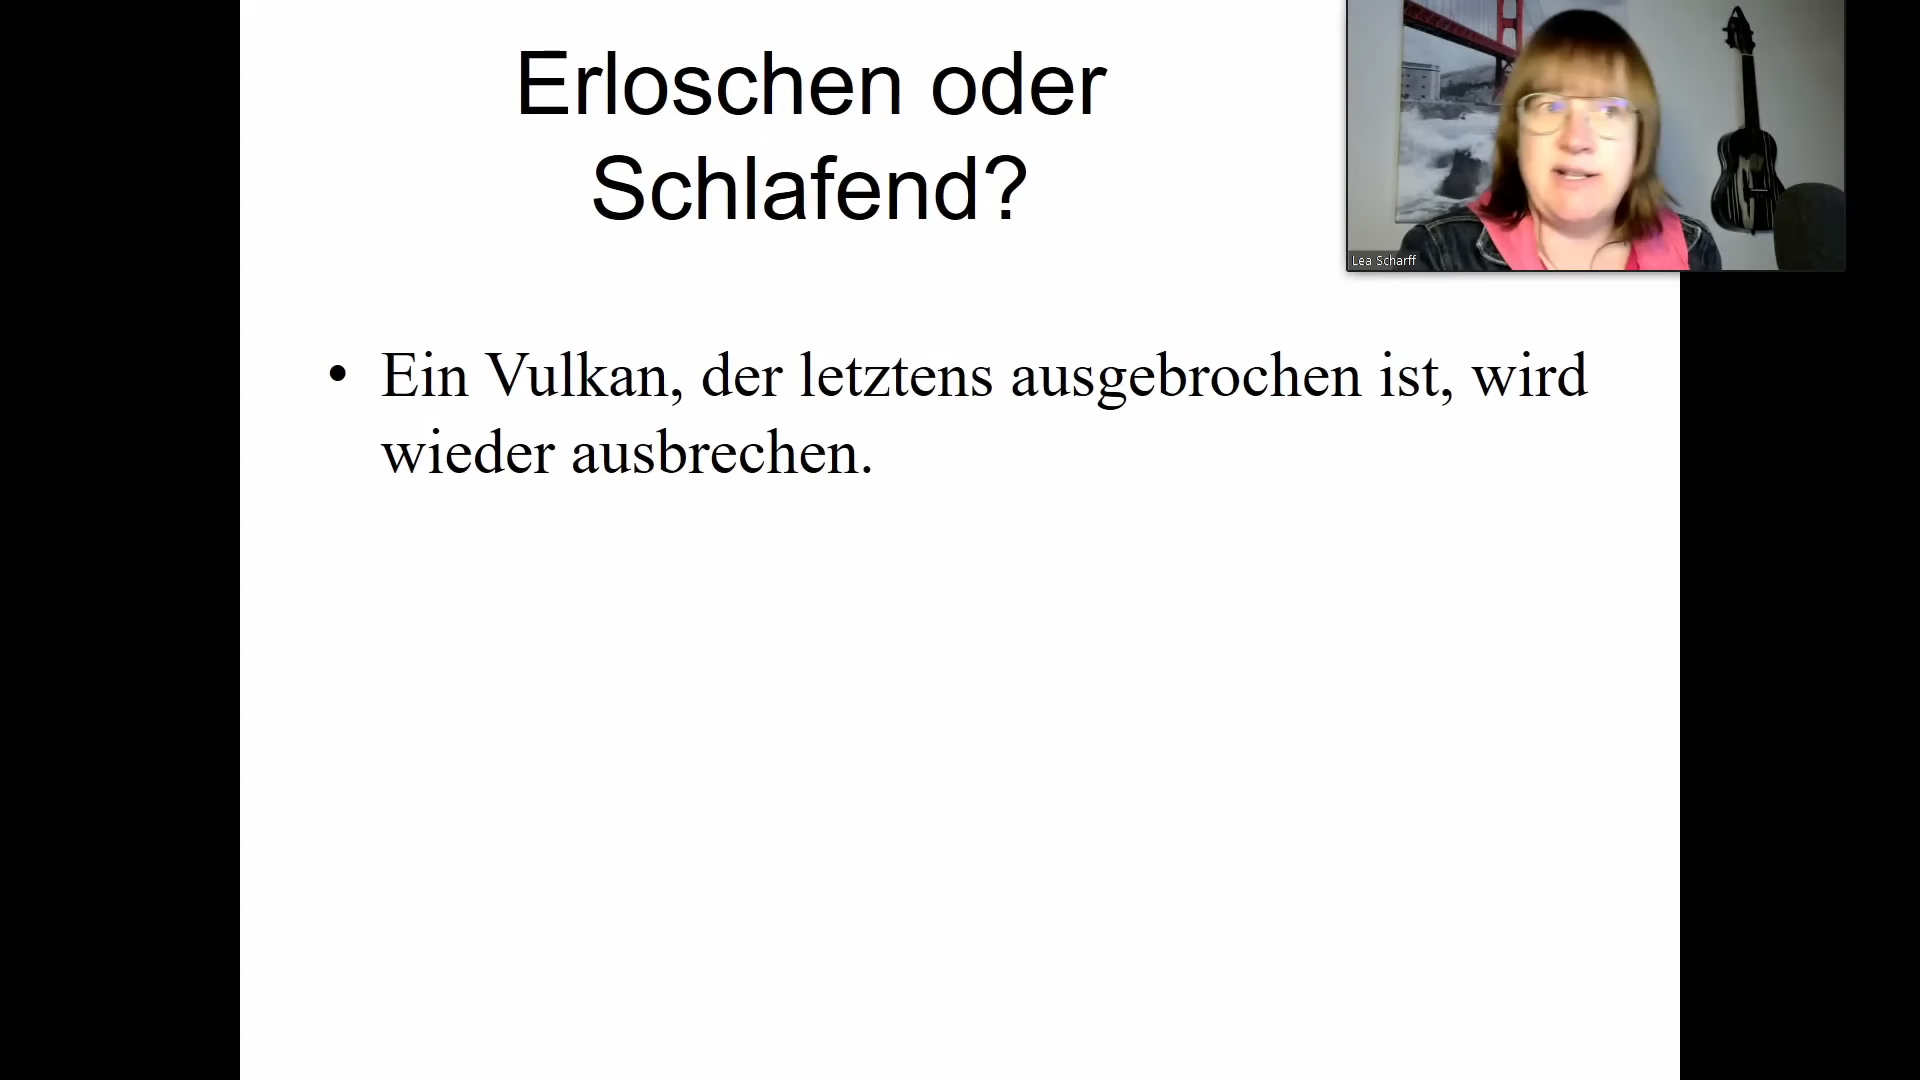 Erloschen oder
Schlafend?
Lea Scharff
• Ein Vulkan, der letztens ausgebrochen ist, wird
wieder ausbrechen.